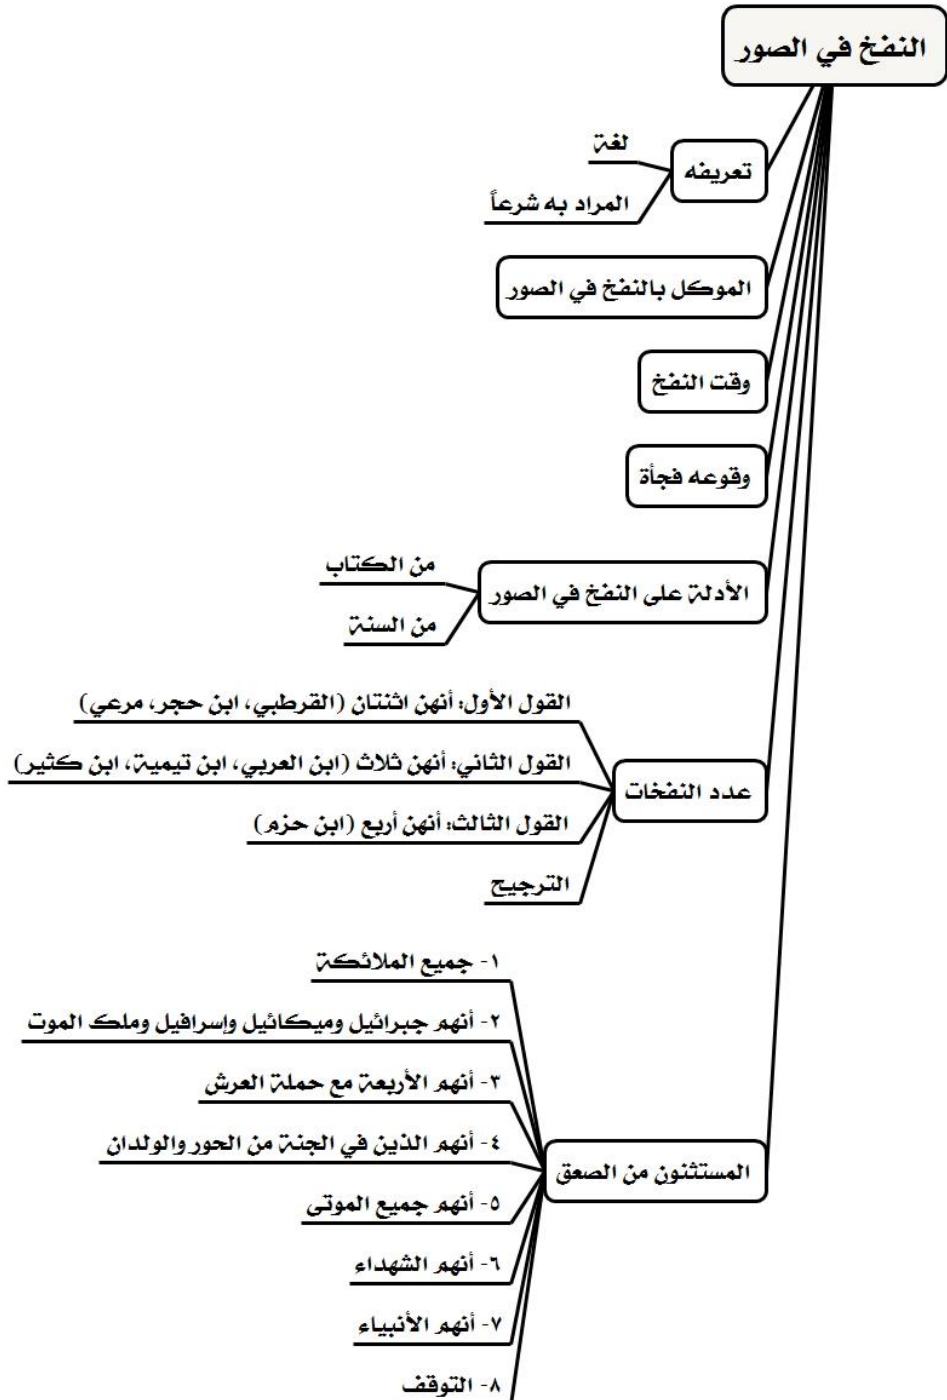 النفخ في الصور
تعريفه
لغة
المراد به شرعاً
الموكل بالنفخ في الصور
وقت النفخ
وقوعه فجأة
الأدلة على النفخ في الصور
من الكتاب
من السنة
عدد النفخات
القول الأول: أنهن اثنتان (القرطبي، ابن حجر، مرعي)
القول الثاني: أنهن ثلاث (ابن العربي، ابن تيمية، ابن كثير)
القول الثالث: أنهن أربع (ابن حزم)
الترجيح
المستثنون من الصعق
١- جميع الملائكة
٢- أنهم جبرائيل وميكائيل وإسرافيل وملك الموت
٣- أنهم الأربعة مع حملة العرش
٤- أنهم الذين في الجنة من الحور والولدان
٥- أنهم جميع الموتى
٦- أنهم الشهداء
٧- أنهم الأنبياء
٨- التوقف